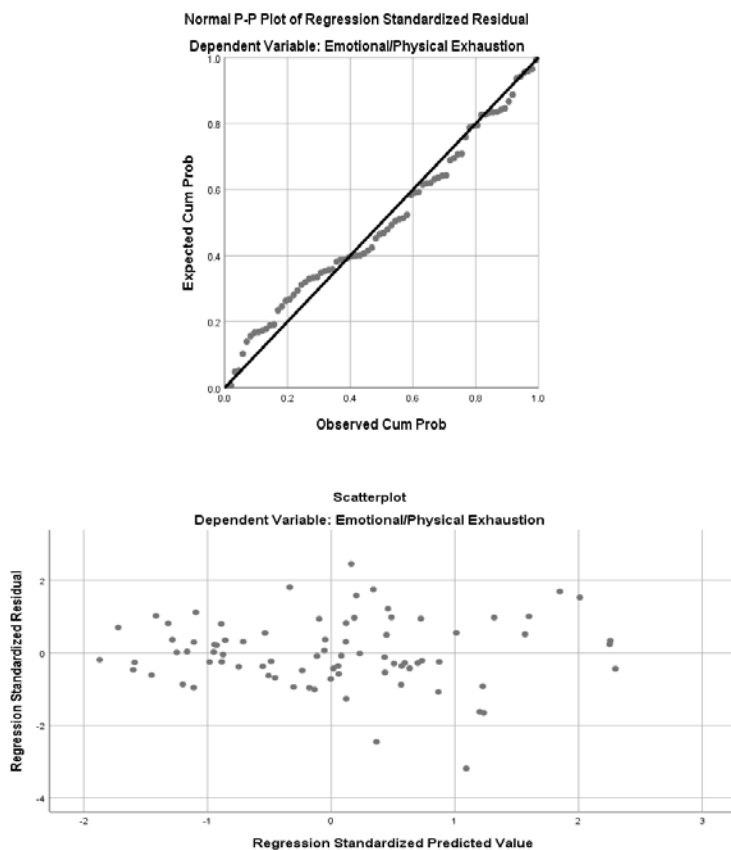 Normal P-P Plot of Regression Standardized Residual
Dependent Variable: Emotional/Physical Exhaustion
1.0
0.8
0.6
0.4
0.2
0.0
Expected Cum Prob
0.0 0.2 0.4 0.6 0.8 1.0
Observed Cum Prob
Scatterplot
Dependent Variable: Emotional/Physical Exhaustion
Regression Standardized Residual
2
0
-2
-4
-2 -1 0 1 2 3
Regression Standardized Predicted Value